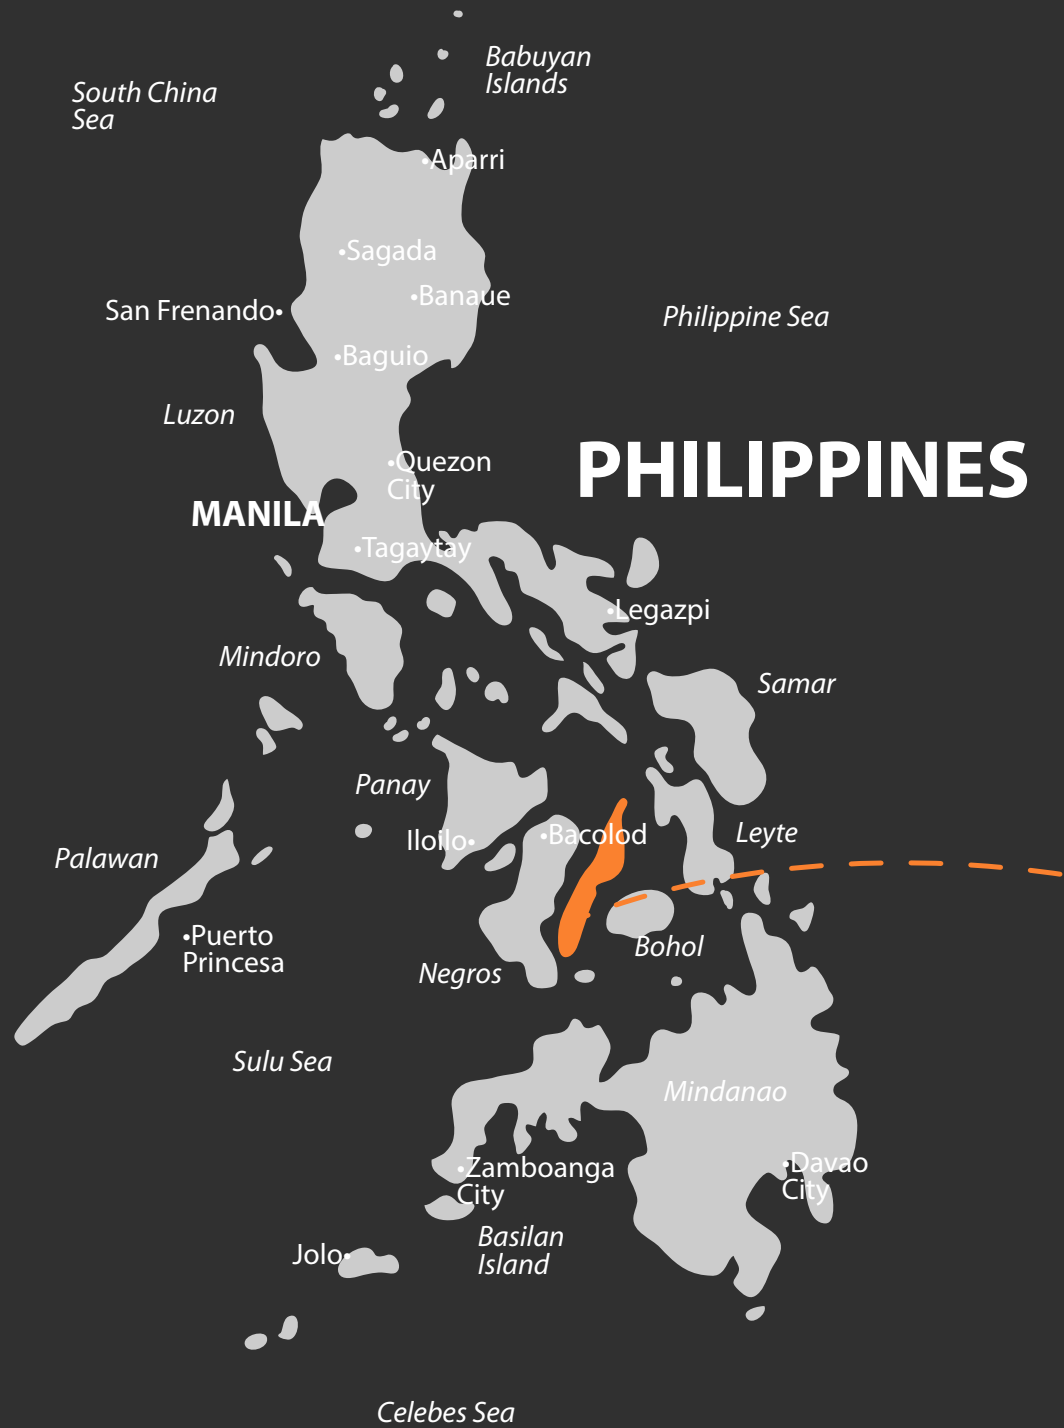 Babuyan
Islands
South China
Sea
•Aparri
•Sagada
•Banaue
San Frenando•
Philippine Sea
•Baguio
Luzon
•Quezon
City
PHILIPPINES
MANILA
•Tagaytay
•Legazpi
Mindoro
Samar
Panay
Iloilo•
•Bacolod
Leyte
Palawan
•Puerto
Princesa
Bohol
Negros
Sulu Sea
Mindanao
•Zamboanga
City
•Davao
City
Basilan
Island
Jolo•
Celebes Sea